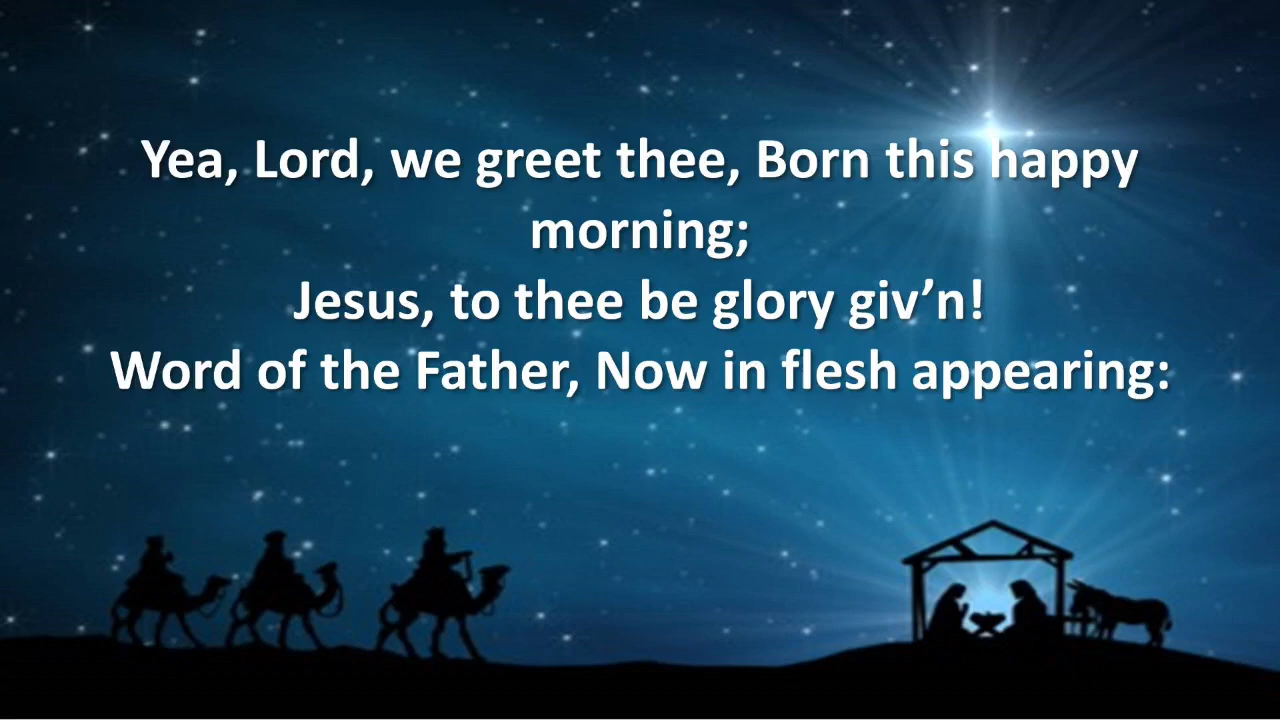 Yea, Lord, we greet thee, Born this happy
morning;
Jesus, to thee be glory giv’n!
Word of the Father, Now in flesh appearing: